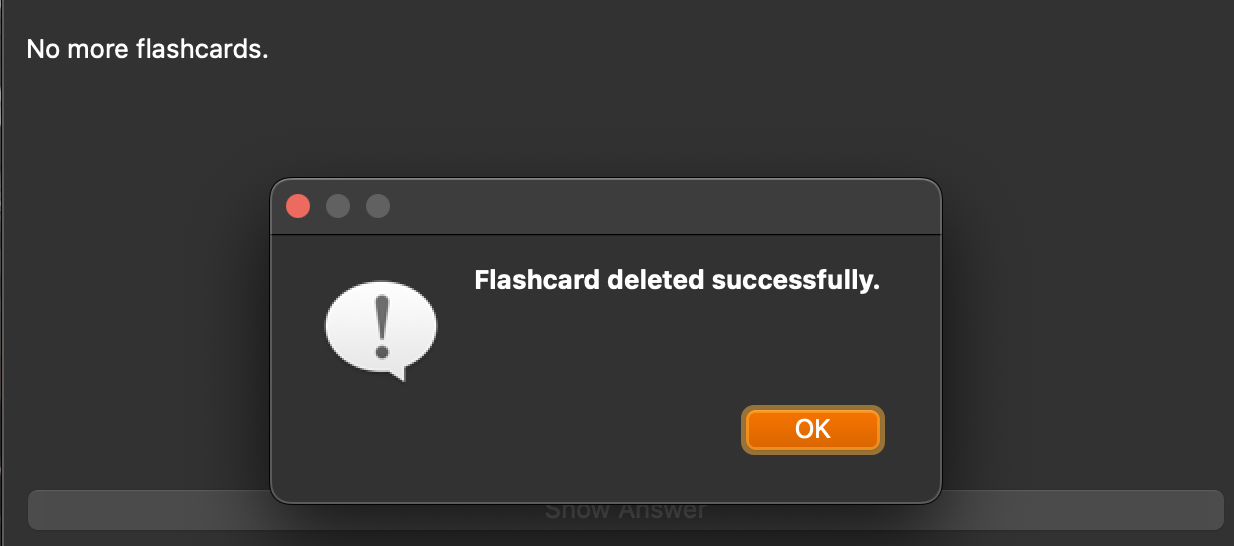 No more flashcards.
Flashcard deleted successfully.
OK
Show Answer